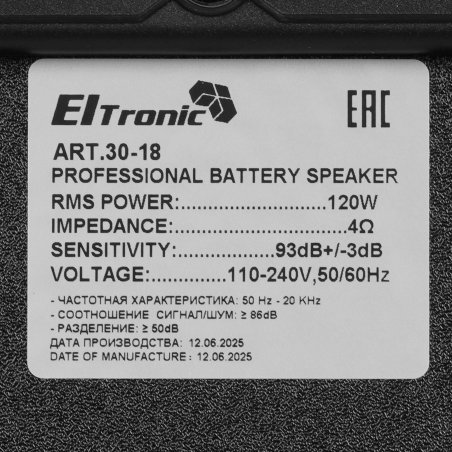 ElTronic
EAC
ART.30-18
PROFESSIONAL BATTERY SPEAKER
RMS POWER:..........................120W
IMPEDANCE:..............................4Ω
SENSITIVITY:.................93dB+/-3dB
VOLTAGE:..............110-240V,50/60Hz
- ЧАСТОТНАЯ ХАРАКТЕРИСТИКА: 50 Hz - 20 KHz
- СООТНОШЕНИЕ СИГНАЛ/ШУМ: ≥ 86dB
- РАЗДЕЛЕНИЕ: ≥ 50dB
ДАТА ПРОИЗВОДСТВА: 12.06.2025
DATE OF MANUFACTURE: 12.06.2025